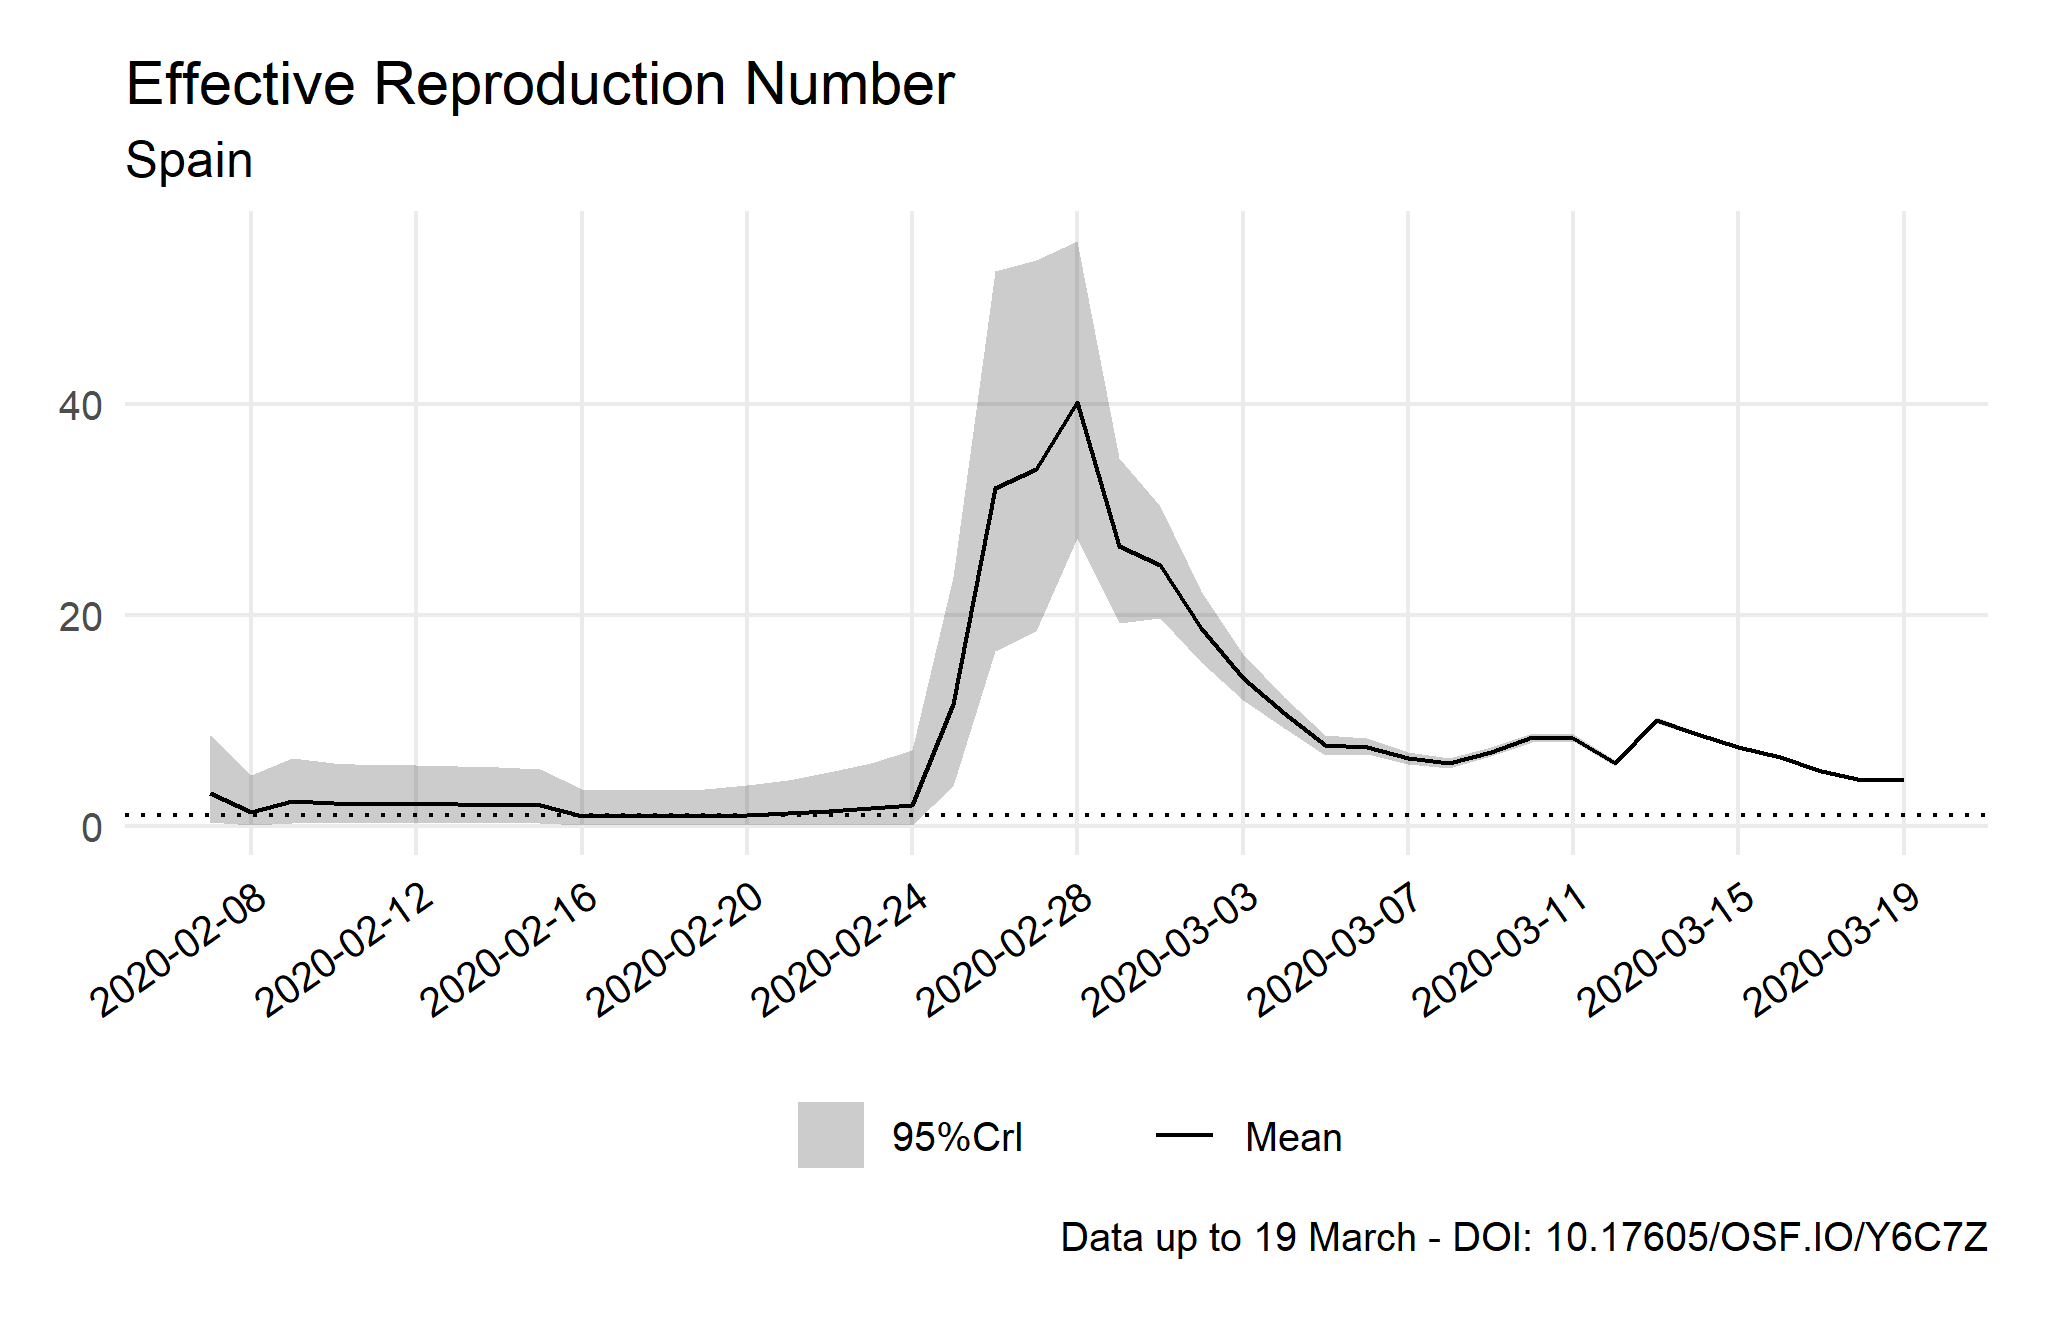 Effective Reproduction Number
Spain
40
20
0
2020-02-08
2020-02-12
2020-02-16
2020-02-20
2020-02-24
2020-02-28
2020-03-03
2020-03-07
2020-03-11
2020-03-15
2020-03-19
95%CrI
Mean
Data up to 19 March - DOI: 10.17605/OSF.IO/Y6C7Z